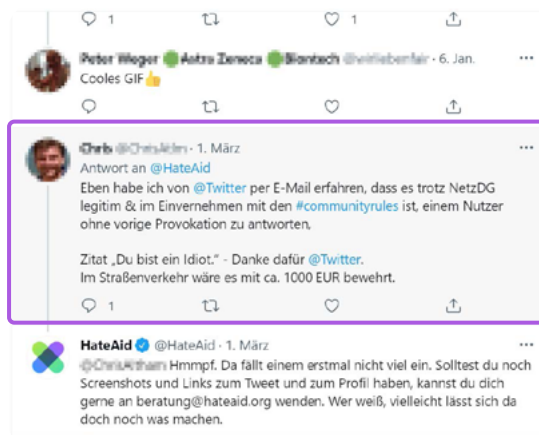 1 1
Peter Weger Astra Zeneca Biontech · 6. Jan.
Cooles GIF👍
Chris · 1. März
Antwort an @HateAid
Eben habe ich von @Twitter per E-Mail erfahren, dass es trotz NetzDG
legitim & im Einvernehmen mit den #communityrules ist, einem Nutzer
ohne vorige Provokation zu antworten,
Zitat „Du bist ein Idiot." - Danke dafür @Twitter.
Im Straßenverkehr wäre es mit ca. 1000 EUR bewehrt.
1
HateAid @HateAid · 1. März
Hmmpf. Da fällt einem erstmal nicht viel ein. Solltest du noch
Screenshots und Links zum Tweet und zum Profil haben, kannst du dich
gerne an beratung@hateaid.org wenden. Wer weiß, vielleicht lässt sich da
doch noch was machen.